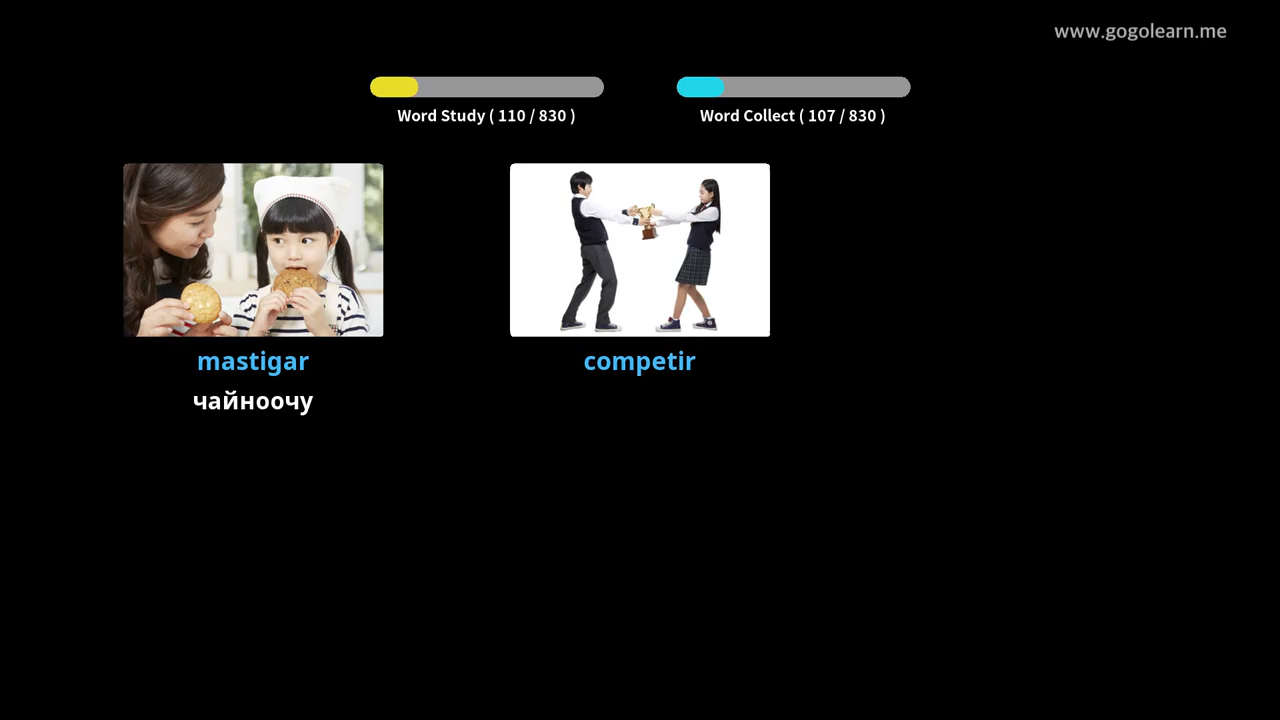 www.gogolearn.me
Word Study ( 110 / 830 )
Word Collect ( 107 / 830 )
mastigar
чайноочу
competir